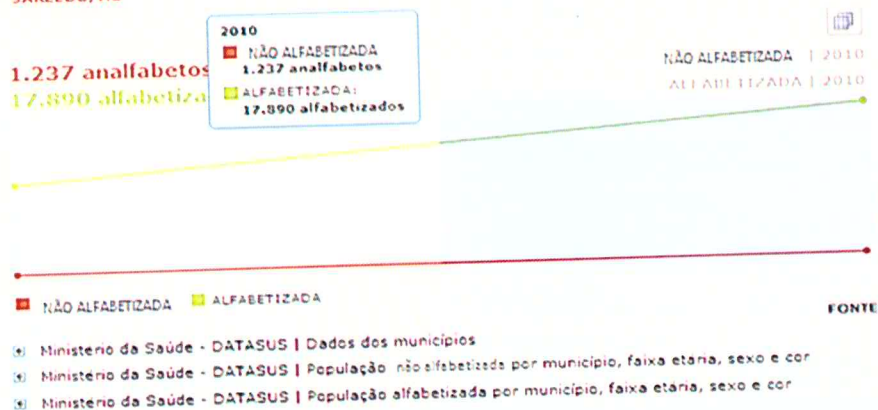 2010
NÃO ALFABETIZADA
1.237 analfabetos
ALFABETIZADA:
17.890 alfabetizados
1.237 analfabetos
17.890 alfabetiza
NÃO ALFABETIZADA | 2010
ALFABETIZADA | 2010
NÃO ALFABETIZADA ALFABETIZADA
FONTE
Ministério da Saúde - DATASUS | Dados dos municípios
Ministério da Saúde - DATASUS | População não alfabetizada por município, faixa etaria, sexo e cor
Ministério da Saúde - DATASUS | População alfabetizada por município, faixa etaria, sexo e cor